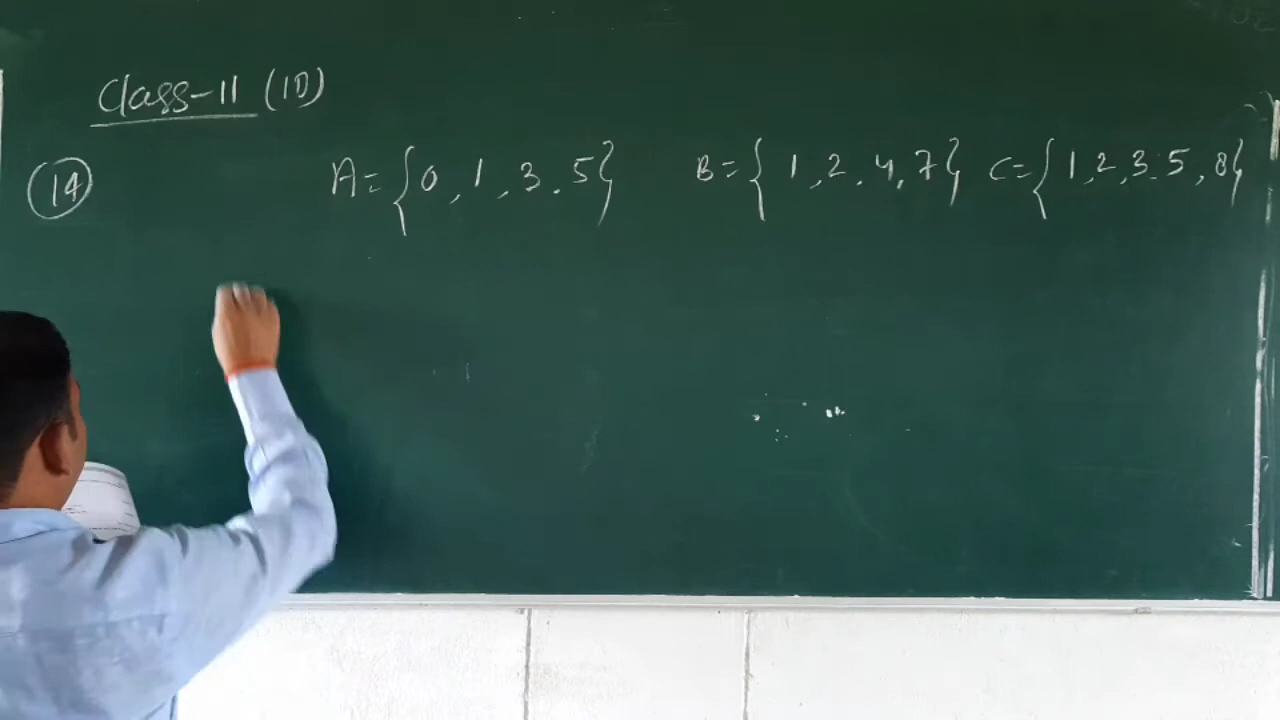 Class-11 (1D)
14 A={0,1,3.5} B={1,2.4,7} C={1,2,3.5,8}